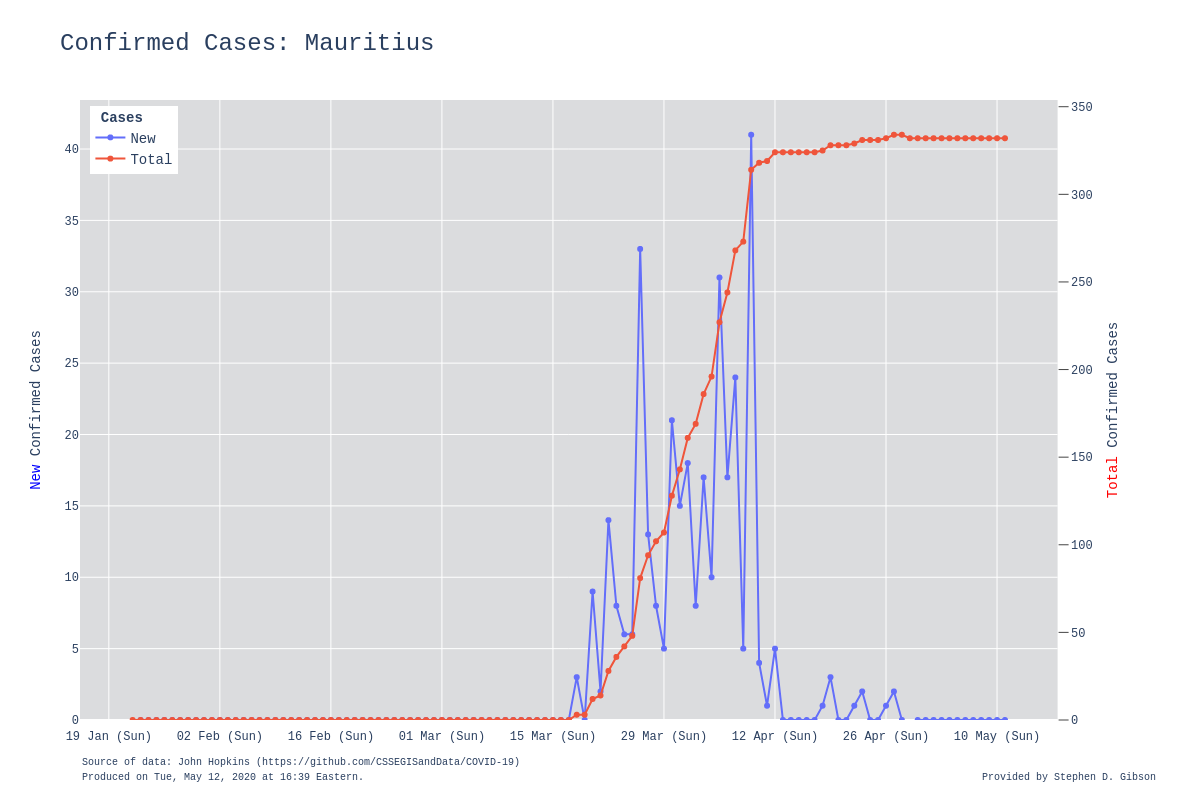 Confirmed Cases: Mauritius
Cases
New
Total
40
35
30
25
20
15
10
5
0
New Confirmed Cases
350
300
250
200
150
100
50
0
Total Confirmed Cases
19 Jan (Sun) 02 Feb (Sun) 16 Feb (Sun) 01 Mar (Sun) 15 Mar (Sun) 29 Mar (Sun) 12 Apr (Sun) 26 Apr (Sun) 10 May (Sun)
Source of data: John Hopkins (https://github.com/CSSEGISandData/COVID-19)
Produced on Tue, May 12, 2020 at 16:39 Eastern.
Provided by Stephen D. Gibson